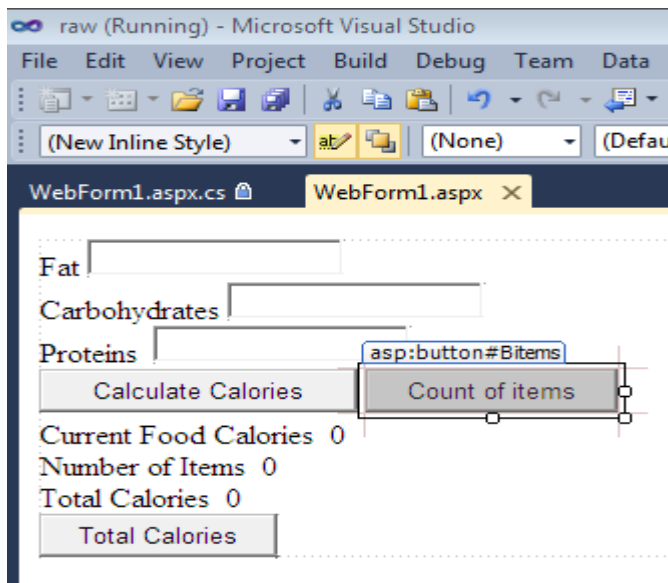 raw (Running) - Microsoft Visual Studio
File Edit View Project Build Debug Team Data
(New Inline Style) ab (None) (Defau
WebForm1.aspx.cs WebForm1.aspx
Fat
Carbohydrates
Proteins
asp:button#Bitems
Calculate Calories Count of items
Current Food Calories 0
Number of Items 0
Total Calories 0
Total Calories